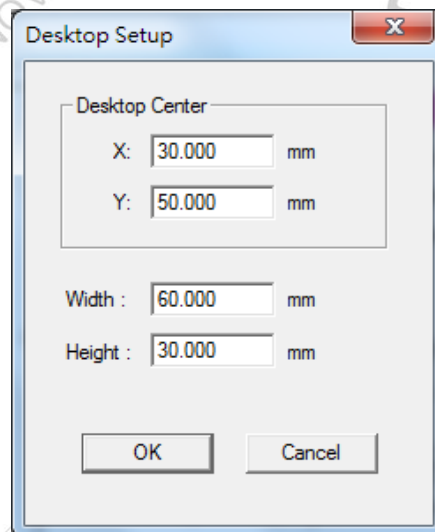 Desktop Setup
Desktop Center
X: 30.000 mm
Y: 50.000 mm
Width : 60.000 mm
Height : 30.000 mm
OK Cancel